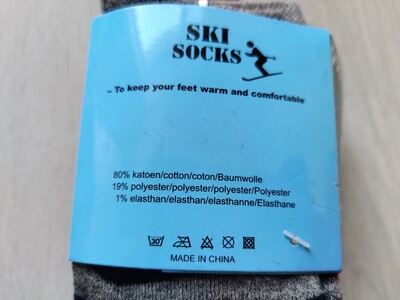 SKI
SOCKS
– To keep your feet warm and comfortable
80% katoen/cotton/coton/Baumwolle
19% polyester/polyester/polyester/Polyester
1% elasthan/elasthan/elasthanne/Elasthane
30
MADE IN CHINA